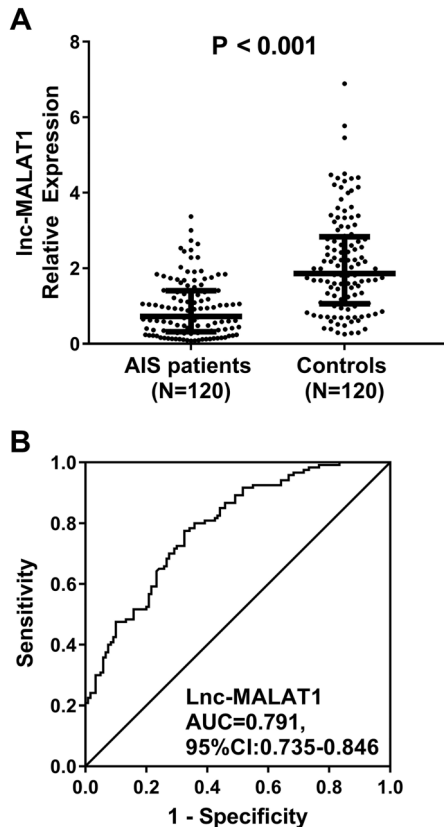 A
P < 0.001
lnc-MALAT1
Relative Expression
8
6
4
2
0
AIS patients
(N=120)
Controls
(N=120)
B
Sensitivity
1.0
0.8
0.6
0.4
0.2
0.0
Lnc-MALAT1
AUC=0.791,
95%CI:0.735-0.846
0.0 0.2 0.4 0.6 0.8 1.0
1 - Specificity